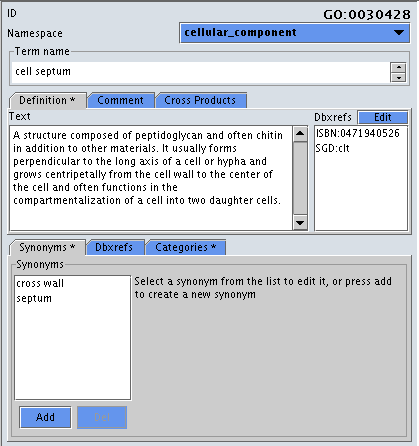 ID GO:0030428
Namespace cellular_component
Term name
cell septum
Definition * Comment Cross Products
Text Dbxrefs Edit
A structure composed of peptidoglycan and often chitin
in addition to other materials. It usually forms
perpendicular to the long axis of a cell or hypha and
grows centripetally from the cell wall to the center of
the cell and often functions in the
compartmentalization of a cell into two daughter cells.
ISBN:0471940526
SGD:clt
Synonyms * Dbxrefs Categories *
Synonyms
cross wall
septum
Select a synonym from the list to edit it, or press add
to create a new synonym
Add